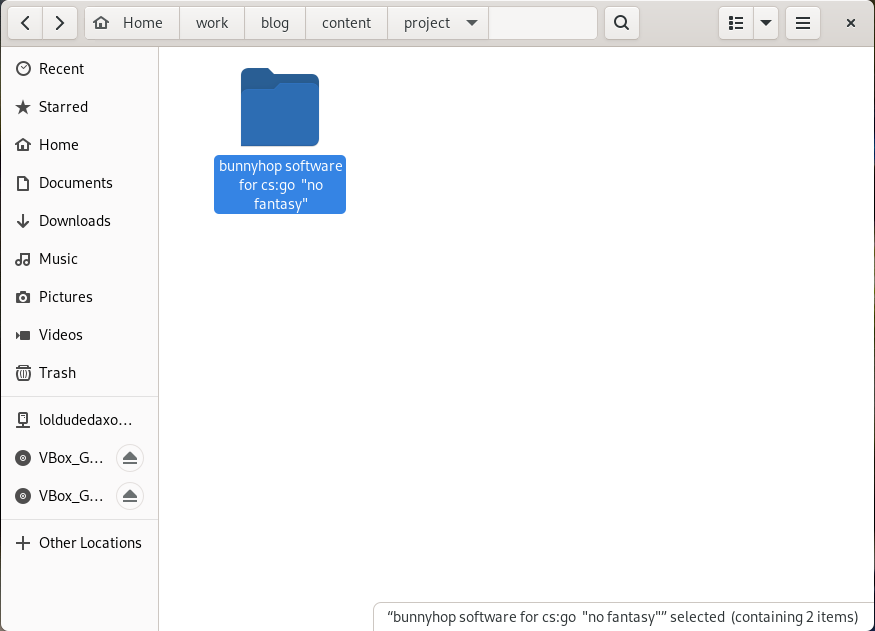 Home work blog content project
Recent
Starred
Home
Documents
Downloads
Music
Pictures
Videos
Trash
loldudedaxo...
VBox_G...
VBox_G...
Other Locations
bunnyhop software
for cs:go  "no
fantasy"
“bunnyhop software for cs:go  "no fantasy"” selected  (containing 2 items)